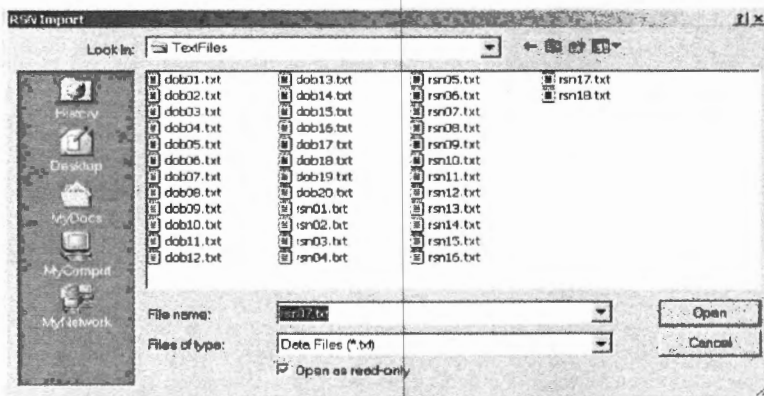 RSN Import
Look In: TextFiles
History
Desktop
MyDocs
MyComput
MyNetwork
dob01.txt
dob02.txt
dob03.txt
dob04.txt
dob05.txt
dob06.txt
dob07.txt
dob08.txt
dob09.txt
dob10.txt
dob11.txt
dob12.txt
dob13.txt
dob14.txt
dob15.txt
dob16.txt
dob17.txt
dob18.txt
dob19.txt
dob20.txt
rsn01.txt
rsn02.txt
rsn03.txt
rsn04.txt
rsn05.txt
rsn06.txt
rsn07.txt
rsn08.txt
rsn09.txt
rsn10.txt
rsn11.txt
rsn12.txt
rsn13.txt
rsn14.txt
rsn15.txt
rsn16.txt
rsn17.txt
rsn18.txt
File name:
Open
Files of type: Data Files (*.txt)
Cancel
Open as read-only